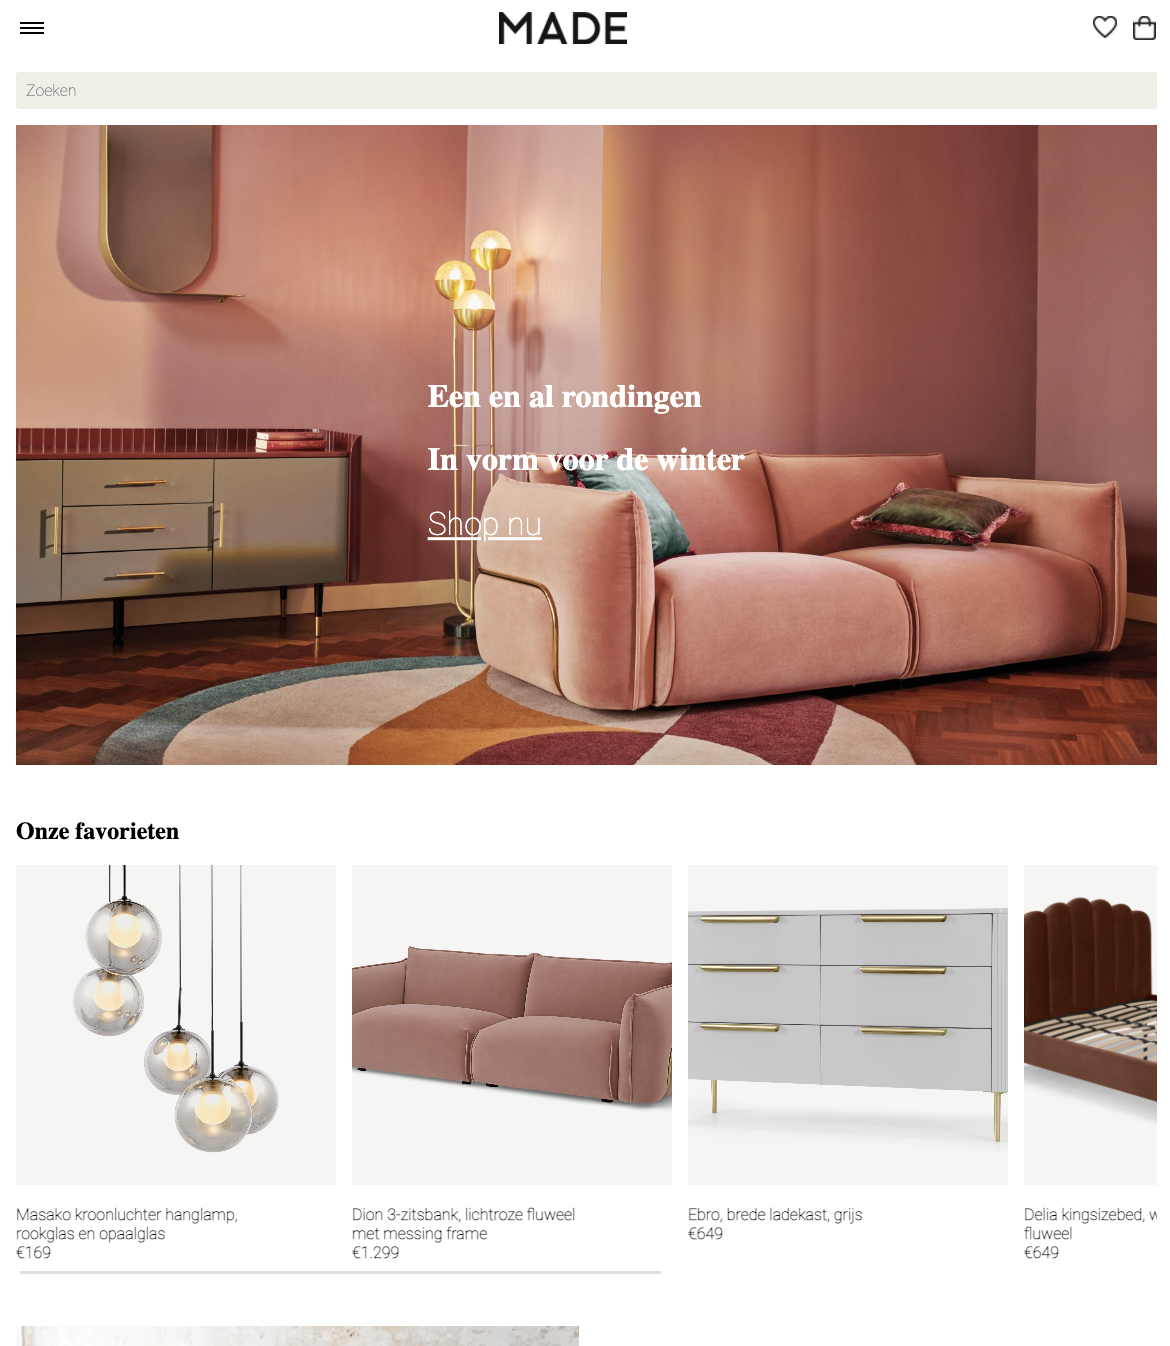 MADE
Zoeken
Een en al rondingen
In vorm voor de winter
Shop nu
Onze favorieten
Masako kroonluchter hanglamp,
rookglas en opaalglas
€169
Dion 3-zitsbank, lichtroze fluweel
met messing frame
€1.299
Ebro, brede ladekast, grijs
€649
Delia kingsizebed,
fluweel
€649